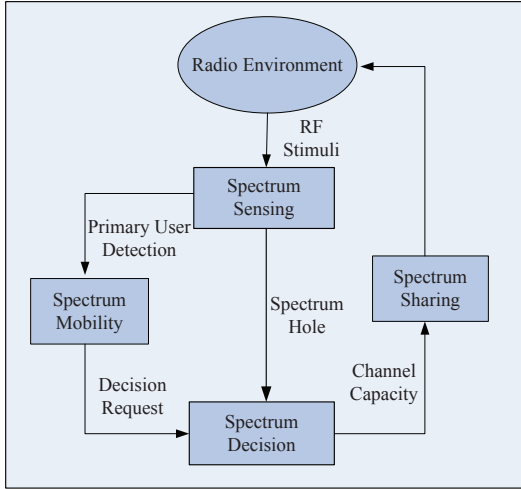 Radio Environment
RF
Stimuli
Spectrum
Sensing
Primary User
Detection
Spectrum
Mobility
Spectrum
Hole
Spectrum
Sharing
Decision
Request
Channel
Capacity
Spectrum
Decision